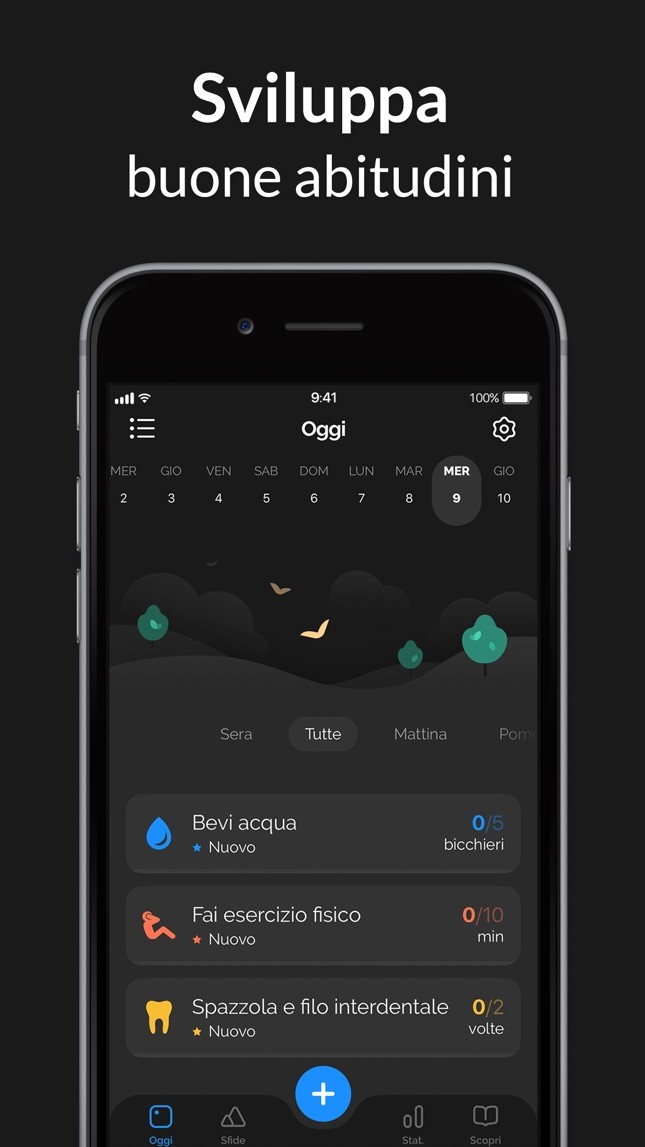 Sviluppa
buone abitudini
9:41
100%
Oggi
MER GIO VEN SAB DOM LUN MAR MER GIO
2 3 4 5 6 7 8 9 10
Sera Tutte Mattina
Bevi acqua 0/5
Nuovo bicchieri
Fai esercizio fisico 0/10
Nuovo min
Spazzola e filo interdentale 0/2
Nuovo volte
Oggi Sfide Stat. Scopri